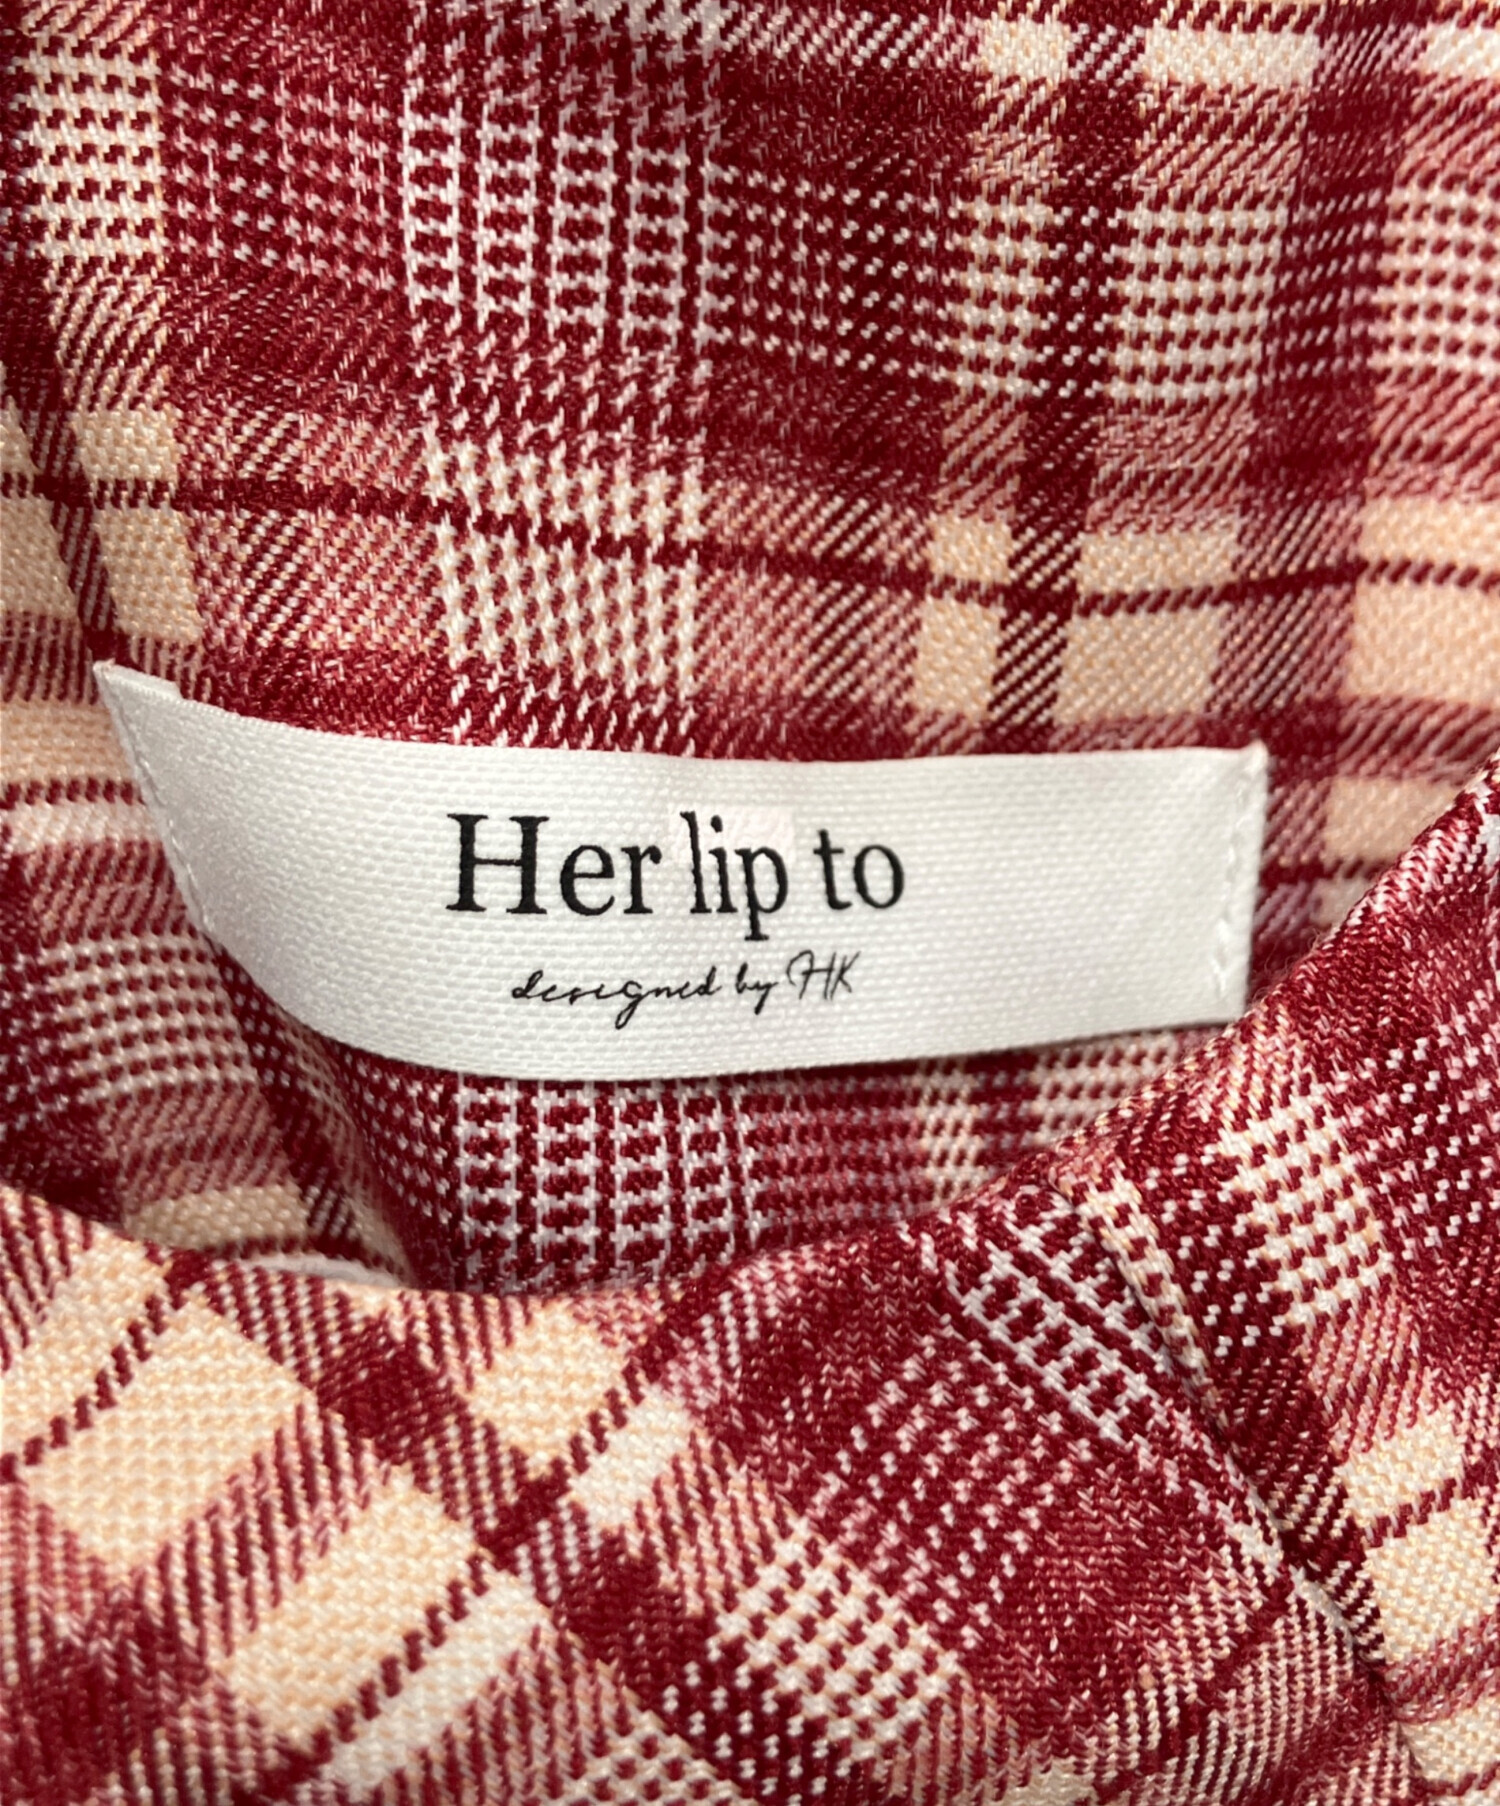 Her lip to
designed by HK